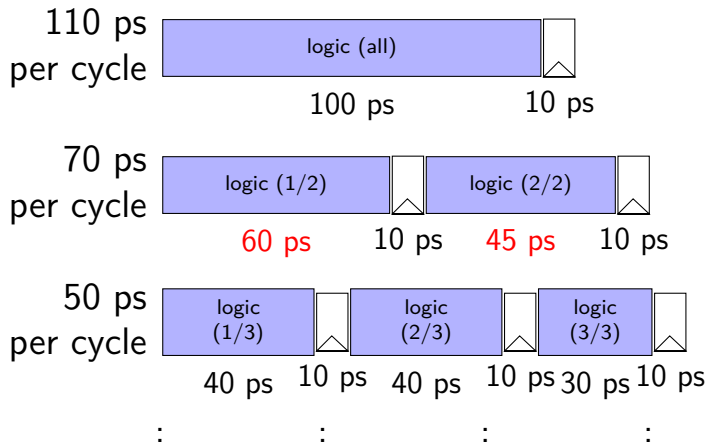 110 ps
per cycle
logic (all)
100 ps
10 ps
70 ps
per cycle
logic (1/2)
logic (2/2)
60 ps
10 ps
45 ps
10 ps
50 ps
per cycle
logic
(1/3)
logic
(2/3)
logic
(3/3)
40 ps
10 ps
40 ps
10 ps
30 ps
10 ps